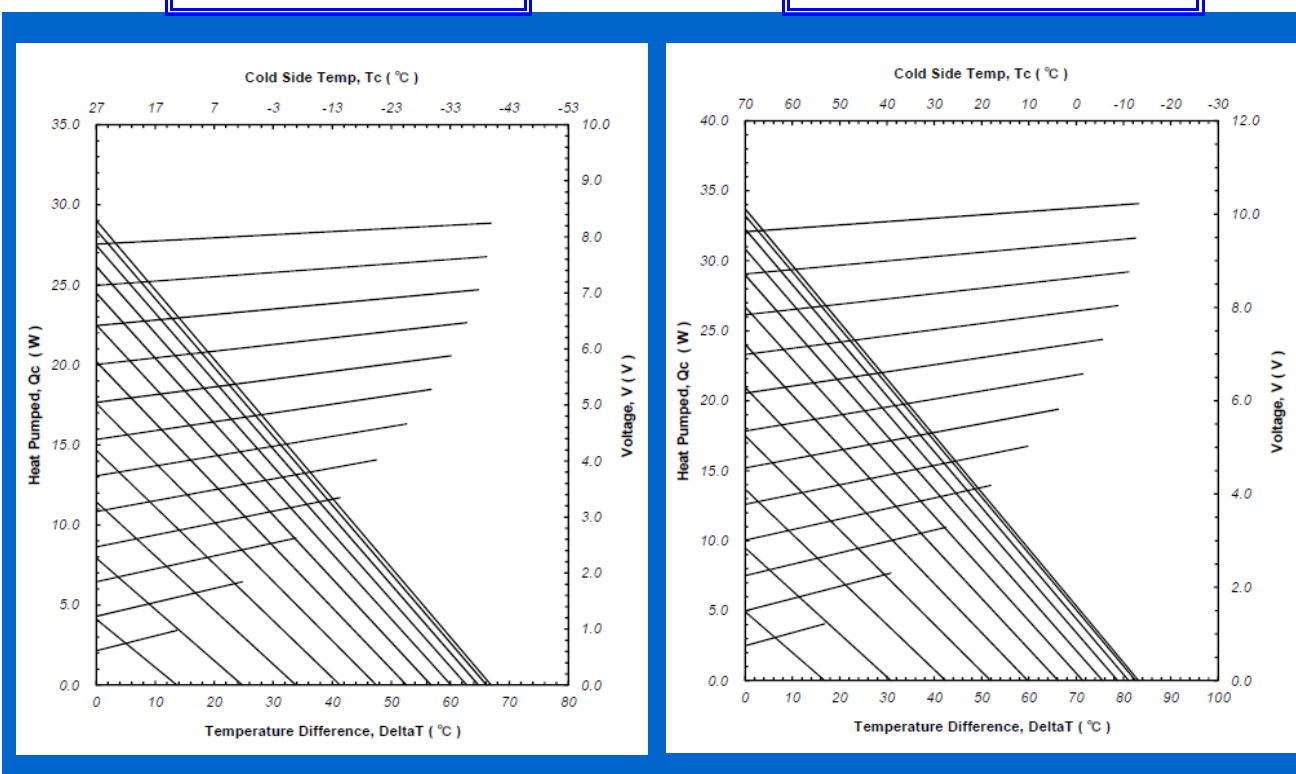 Cold Side Temp, Tc ( °C )
27 17 7 -3 -13 -23 -33 -43 -53
35.0 10.0
9.0
30.0
8.0
25.0
7.0
20.0
6.0
Heat Pumped, Qc ( W )
Voltage, V ( V )
5.0
15.0
4.0
10.0
3.0
2.0
5.0
1.0
0.0 0.0
0 10 20 30 40 50 60 70 80
Temperature Difference, DeltaT ( °C )
Cold Side Temp, Tc ( °C )
70 60 50 40 30 20 10 0 -10 -20 -30
40.0 12.0
35.0
10.0
30.0
8.0
25.0
Heat Pumped, Qc ( W )
Voltage, V ( V )
20.0 6.0
15.0
4.0
10.0
5.0
2.0
0.0 0.0
0 10 20 30 40 50 60 70 80 90 100
Temperature Difference, DeltaT ( °C )